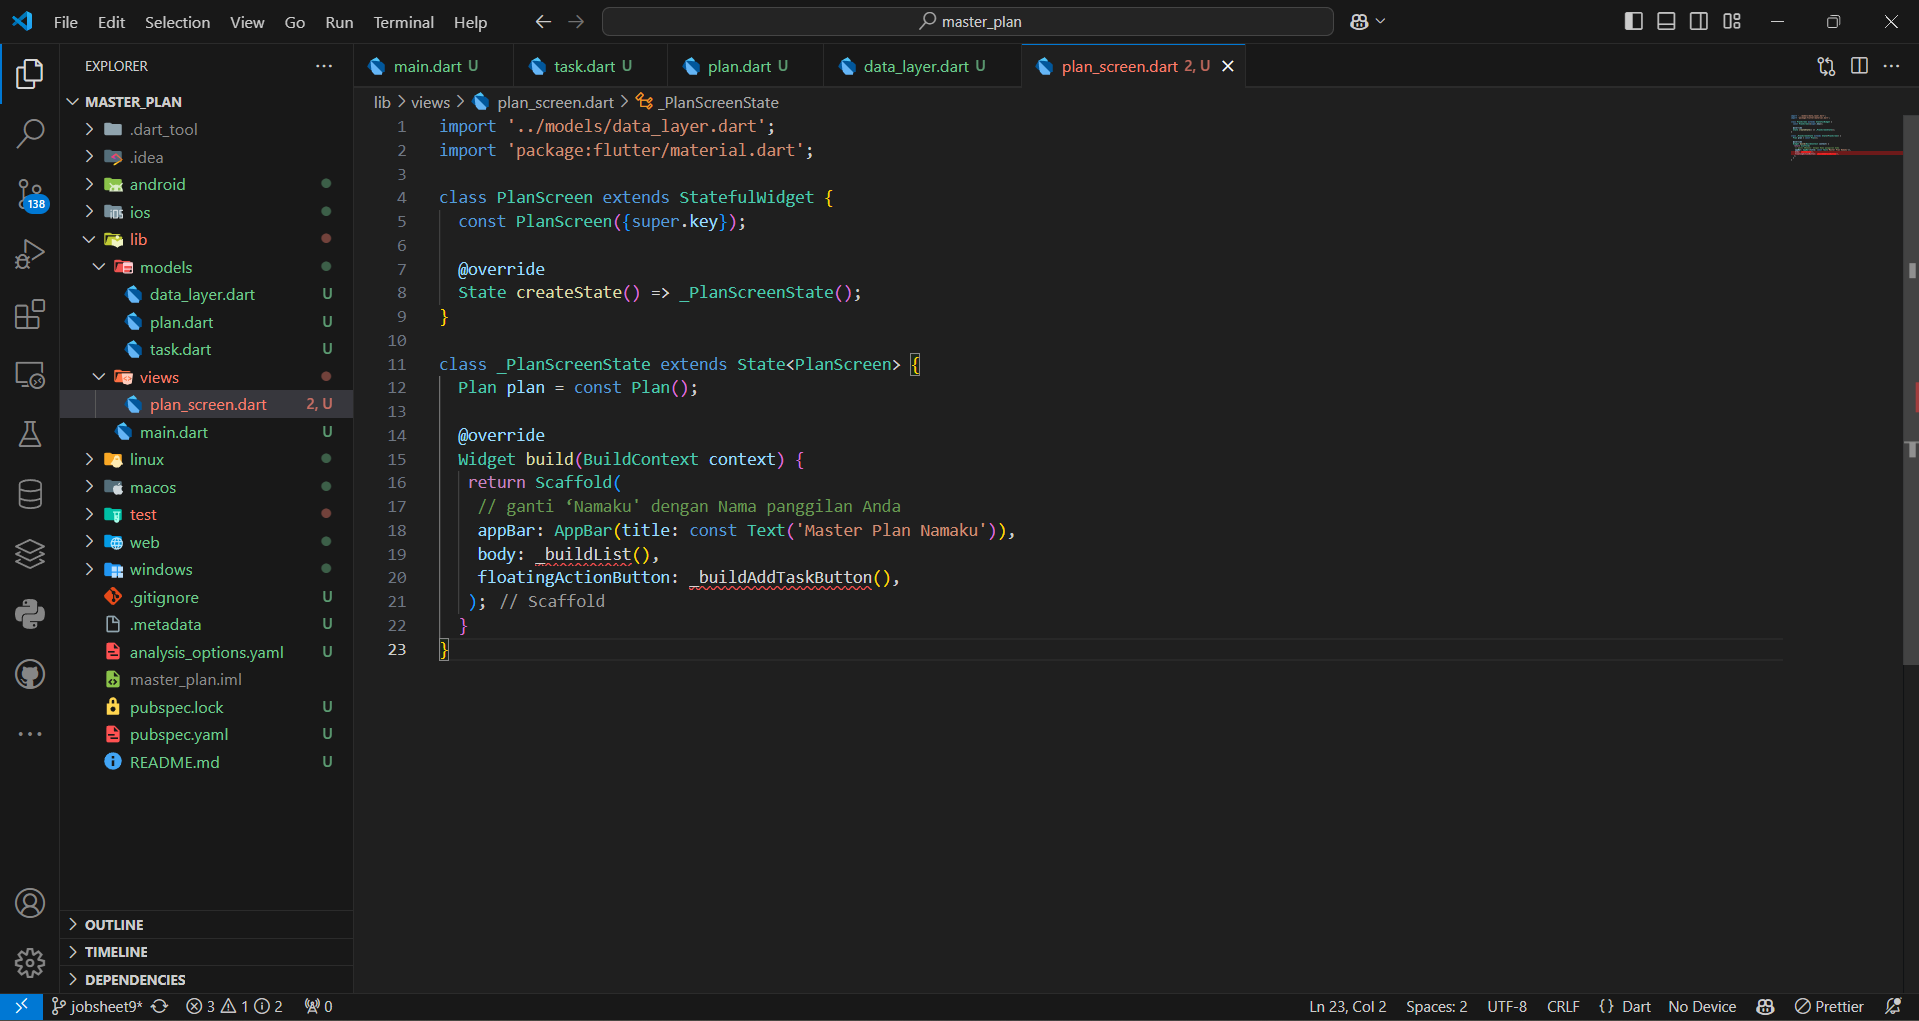 File Edit Selection View Go Run Terminal Help
master_plan
EXPLORER
main.dart U
task.dart U
plan.dart U
data_layer.dart U
plan_screen.dart 2, U
MASTER_PLAN
.dart_tool
.idea
android
ios
lib
models
data_layer.dart U
plan.dart U
task.dart U
views
plan_screen.dart 2, U
main.dart U
linux
macos
test
web
windows
.gitignore U
.metadata U
analysis_options.yaml U
master_plan.iml
pubspec.lock U
pubspec.yaml U
README.md U
OUTLINE
TIMELINE
DEPENDENCIES
138
lib > views > plan_screen.dart > _PlanScreenState
1 import '../models/data_layer.dart';
2 import 'package:flutter/material.dart';
3
4 class PlanScreen extends StatefulWidget {
5 const PlanScreen({super.key});
6
7 @override
8 State createState() => _PlanScreenState();
9 }
10
11 class _PlanScreenState extends State<PlanScreen> {
12 Plan plan = const Plan();
13
14 @override
15 Widget build(BuildContext context) {
16 return Scaffold(
17 // ganti ‘Namaku' dengan Nama panggilan Anda
18 appBar: AppBar(title: const Text('Master Plan Namaku')),
19 body: _buildList(),
20 floatingActionButton: _buildAddTaskButton(),
21 ); // Scaffold
22 }
23 }
jobsheet9* 3 1 2 0
Ln 23, Col 2 Spaces: 2 UTF-8 CRLF {} Dart No Device Prettier